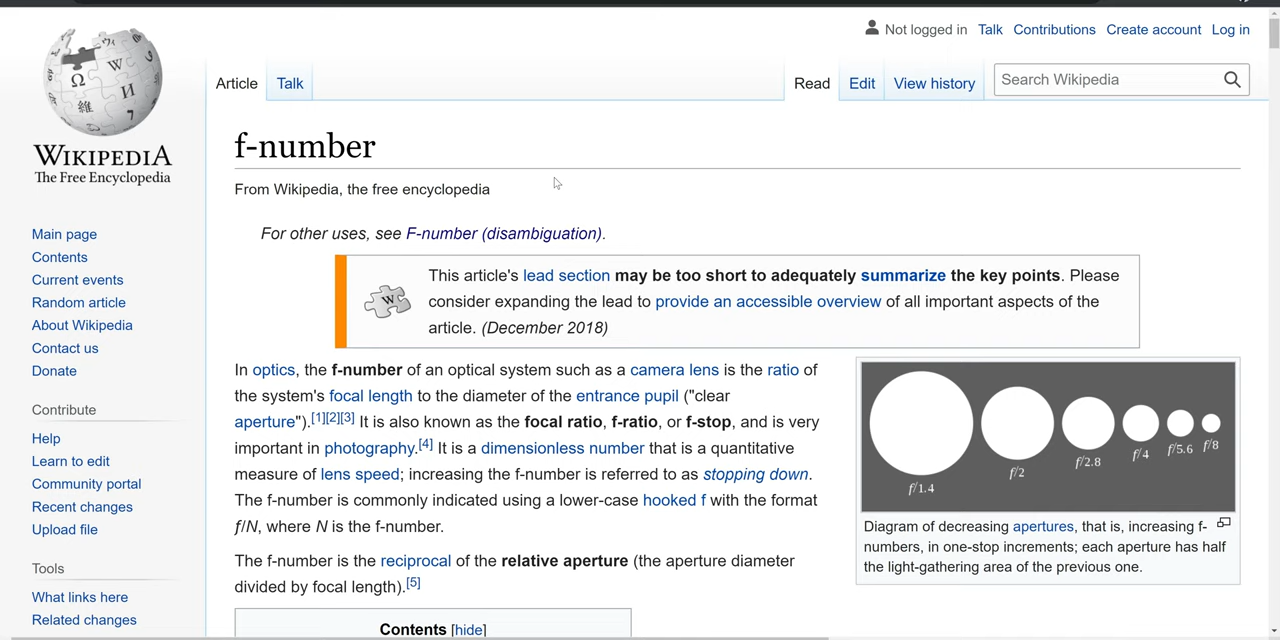 Not logged in Talk Contributions Create account Log in
Article Talk Read Edit View history Search Wikipedia
WIKIPEDIA
The Free Encyclopedia
Main page
Contents
Current events
Random article
About Wikipedia
Contact us
Donate
Contribute
Help
Learn to edit
Community portal
Recent changes
Upload file
Tools
What links here
Related changes
f-number
From Wikipedia, the free encyclopedia
For other uses, see F-number (disambiguation).
This article's lead section may be too short to adequately summarize the key points. Please
consider expanding the lead to provide an accessible overview of all important aspects of the
article. (December 2018)
In optics, the f-number of an optical system such as a camera lens is the ratio of
the system's focal length to the diameter of the entrance pupil ("clear
aperture").[1][2][3] It is also known as the focal ratio, f-ratio, or f-stop, and is very
important in photography.[4] It is a dimensionless number that is a quantitative
measure of lens speed; increasing the f-number is referred to as stopping down.
The f-number is commonly indicated using a lower-case hooked f with the format
f/N, where N is the f-number.
The f-number is the reciprocal of the relative aperture (the aperture diameter
divided by focal length).[5]
Contents [hide]
f/1.4 f/2 f/2.8 f/4 f/5.6 f/8
Diagram of decreasing apertures, that is, increasing f-
numbers, in one-stop increments; each aperture has half
the light-gathering area of the previous one.